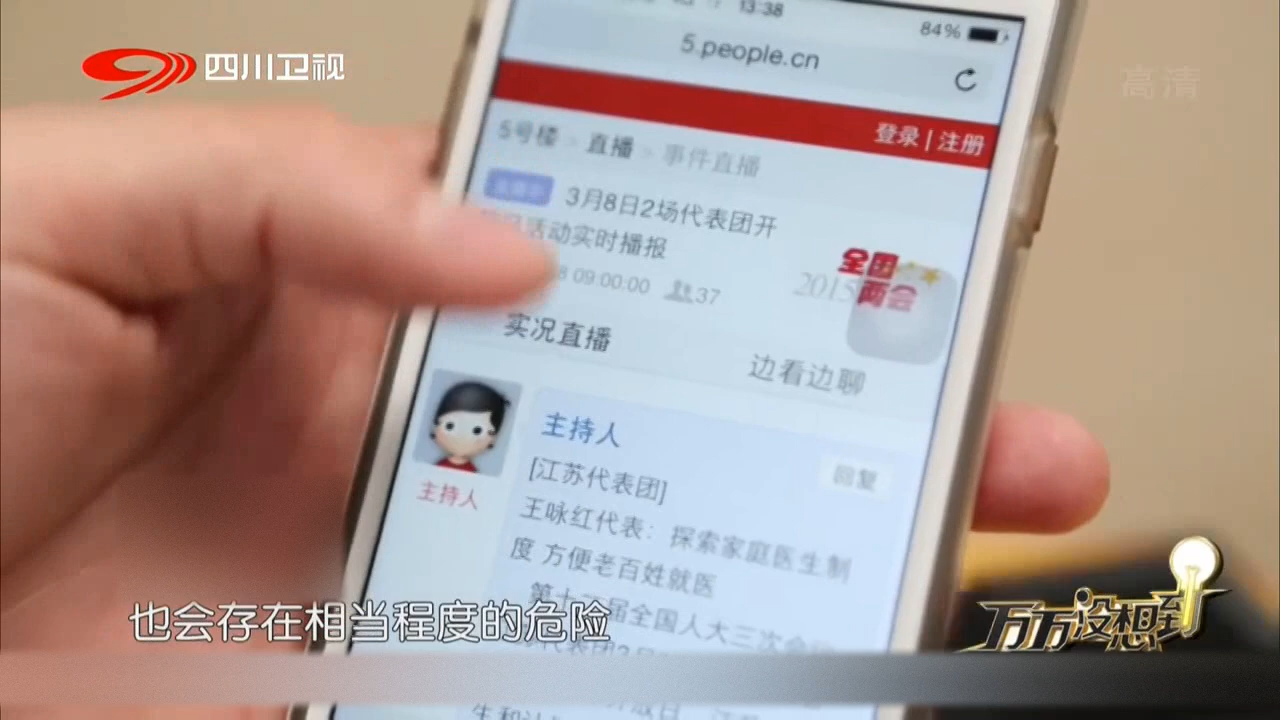 四川卫视
高清
13:38
84%
5.people.cn
登录 | 注册
5号楼 > 直播 > 事件直播
3月8日2场代表团开
活动实时播报
8 09:00:00 37
2015
全国
两会
实况直播
边看边聊
主持人
主持人
回复
[江苏代表团]
王咏红代表：探索家庭医生制
度 方便老百姓就医
届全国人大三次会
也会存在相当程度的危险
万万没想到